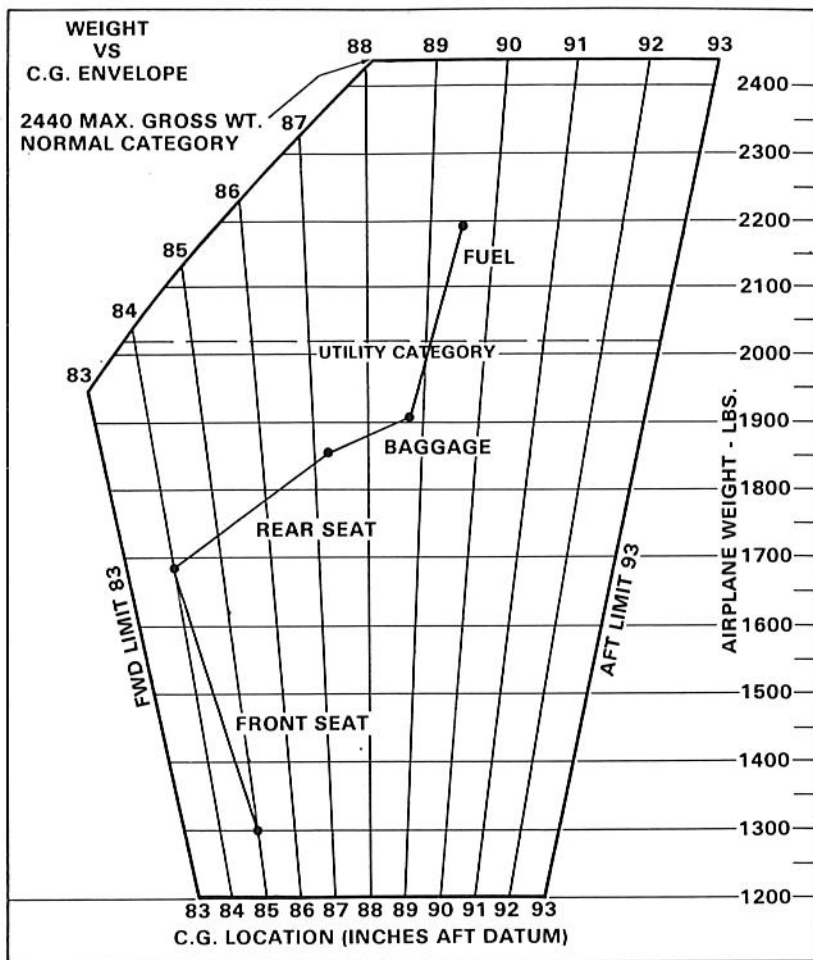 WEIGHT
VS
C.G. ENVELOPE
2440 MAX. GROSS WT.
NORMAL CATEGORY
88 89 90 91 92 93
87
86
85
84
83
2400
2300
2200
2100
2000
1900
1800
1700
1600
1500
1400
1300
1200
FUEL
UTILITY CATEGORY
BAGGAGE
REAR SEAT
FRONT SEAT
FWD LIMIT 83
AFT LIMIT 93
AIRPLANE WEIGHT - LBS.
83 84 85 86 87 88 89 90 91 92 93
C.G. LOCATION (INCHES AFT DATUM)